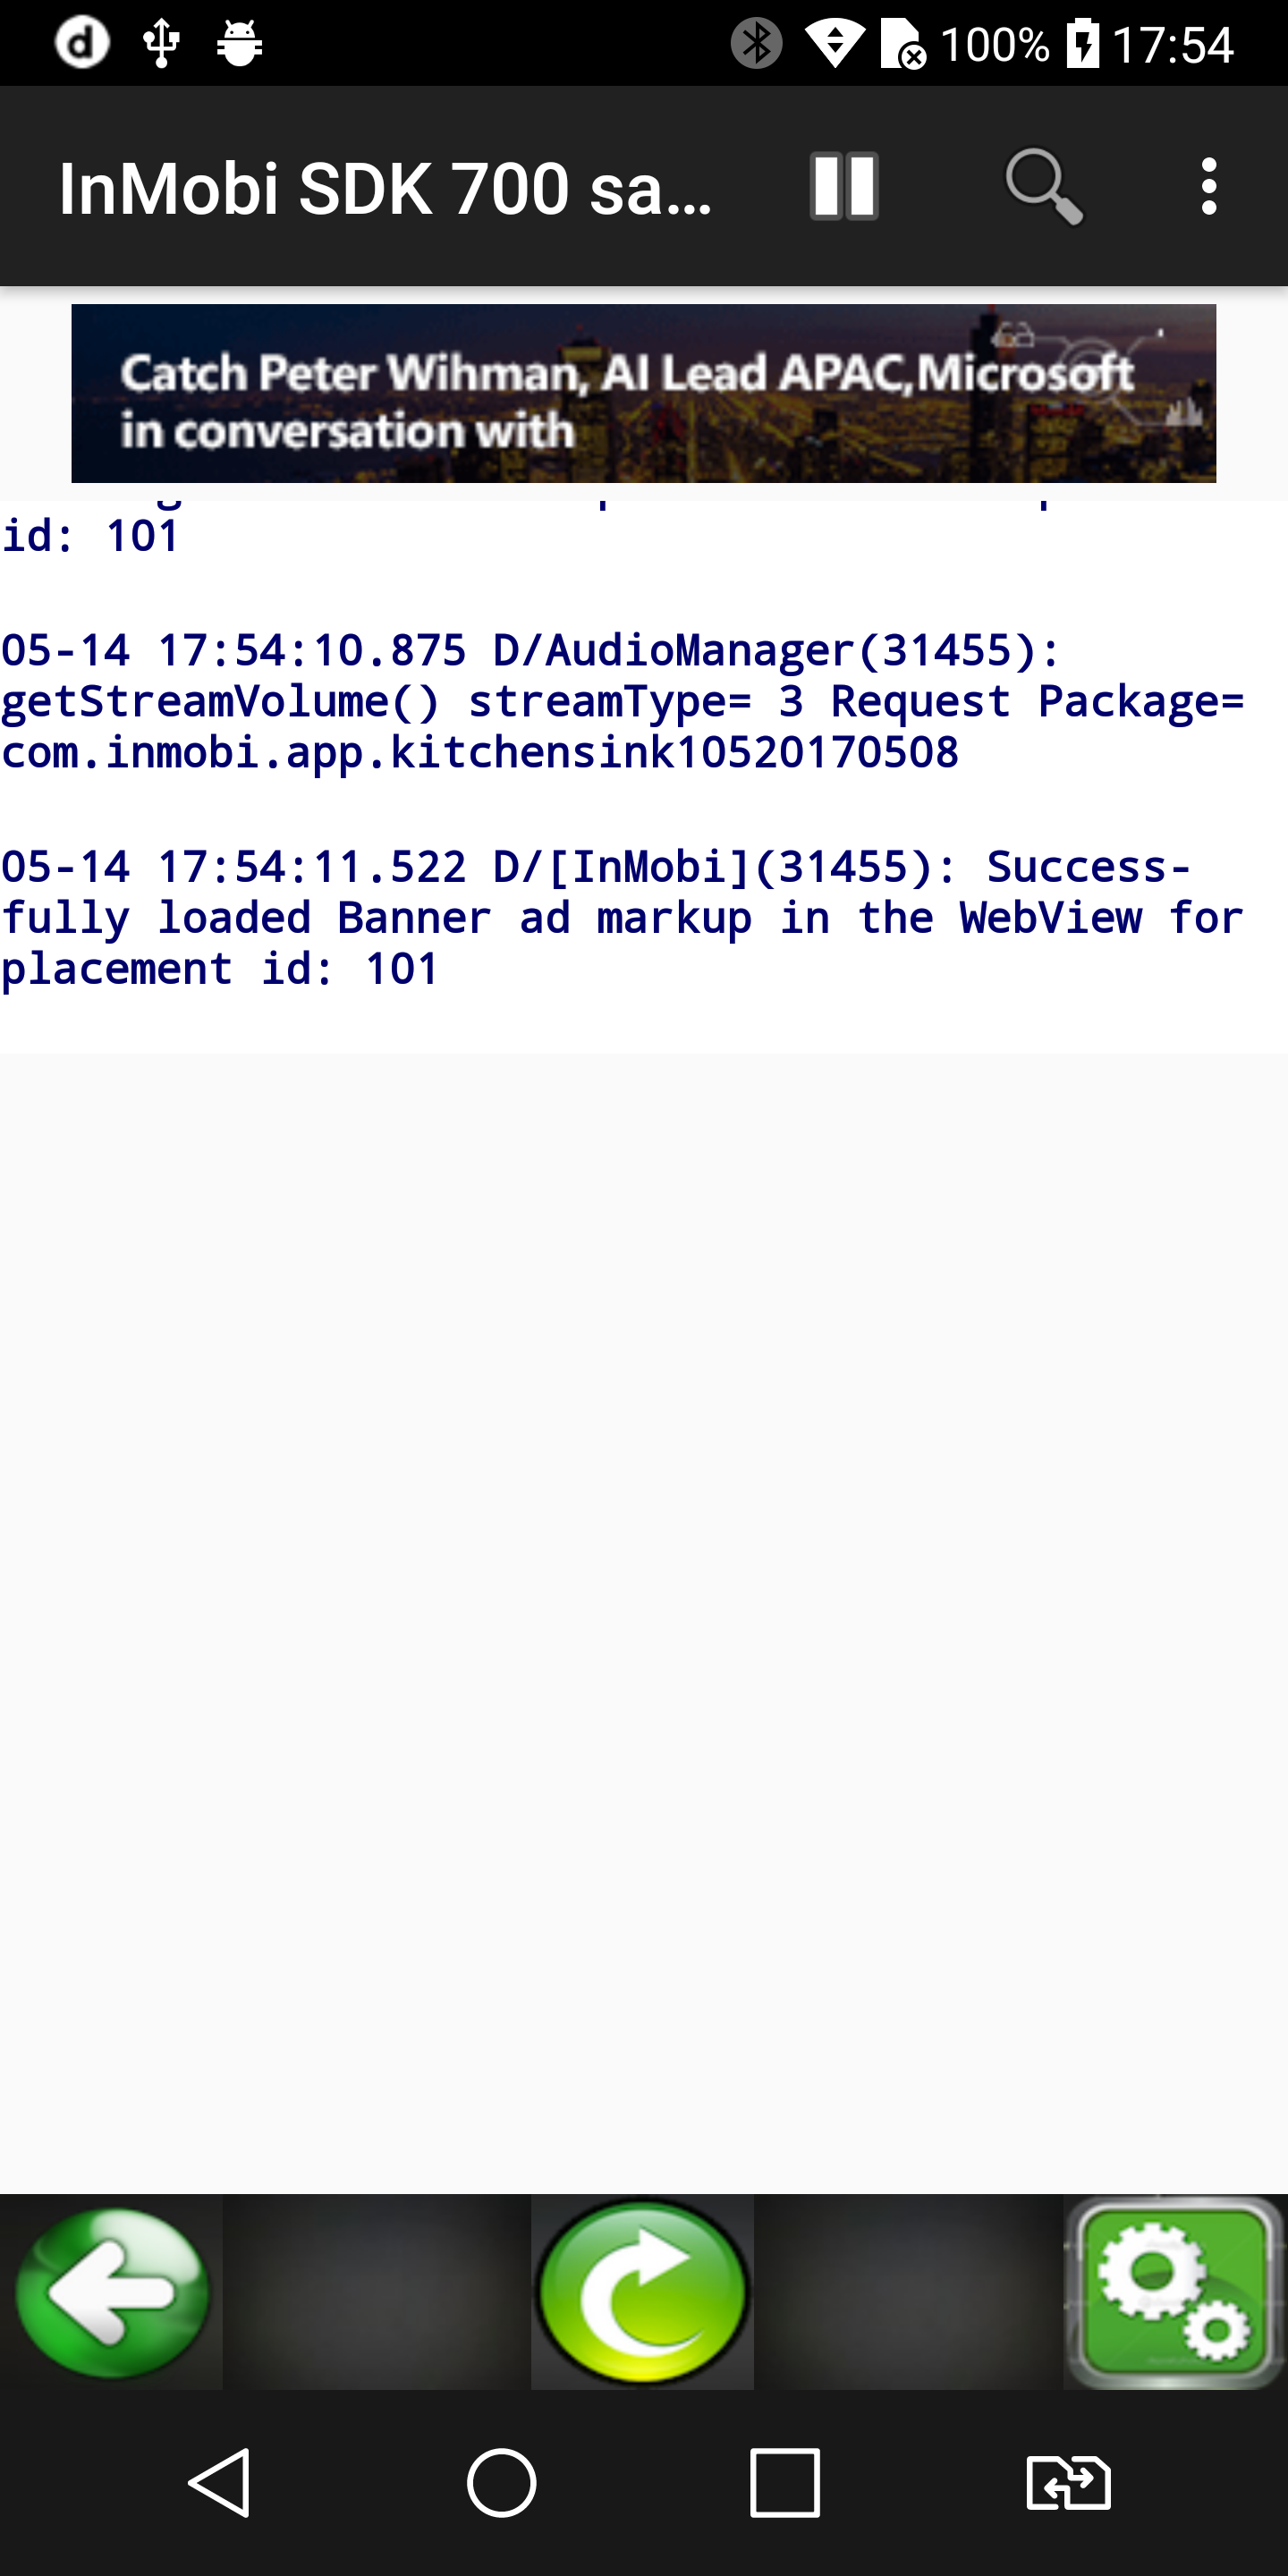 100% 17:54
InMobi SDK 700 sa...
Catch Peter Wihman, AI Lead APAC,Microsoft
in conversation with
id: 101
05-14 17:54:10.875 D/AudioManager(31455):
getStreamVolume() streamType= 3 Request Package=
com.inmobi.app.kitchensink10520170508
05-14 17:54:11.522 D/[InMobi](31455): Success-
fully loaded Banner ad markup in the WebView for
placement id: 101